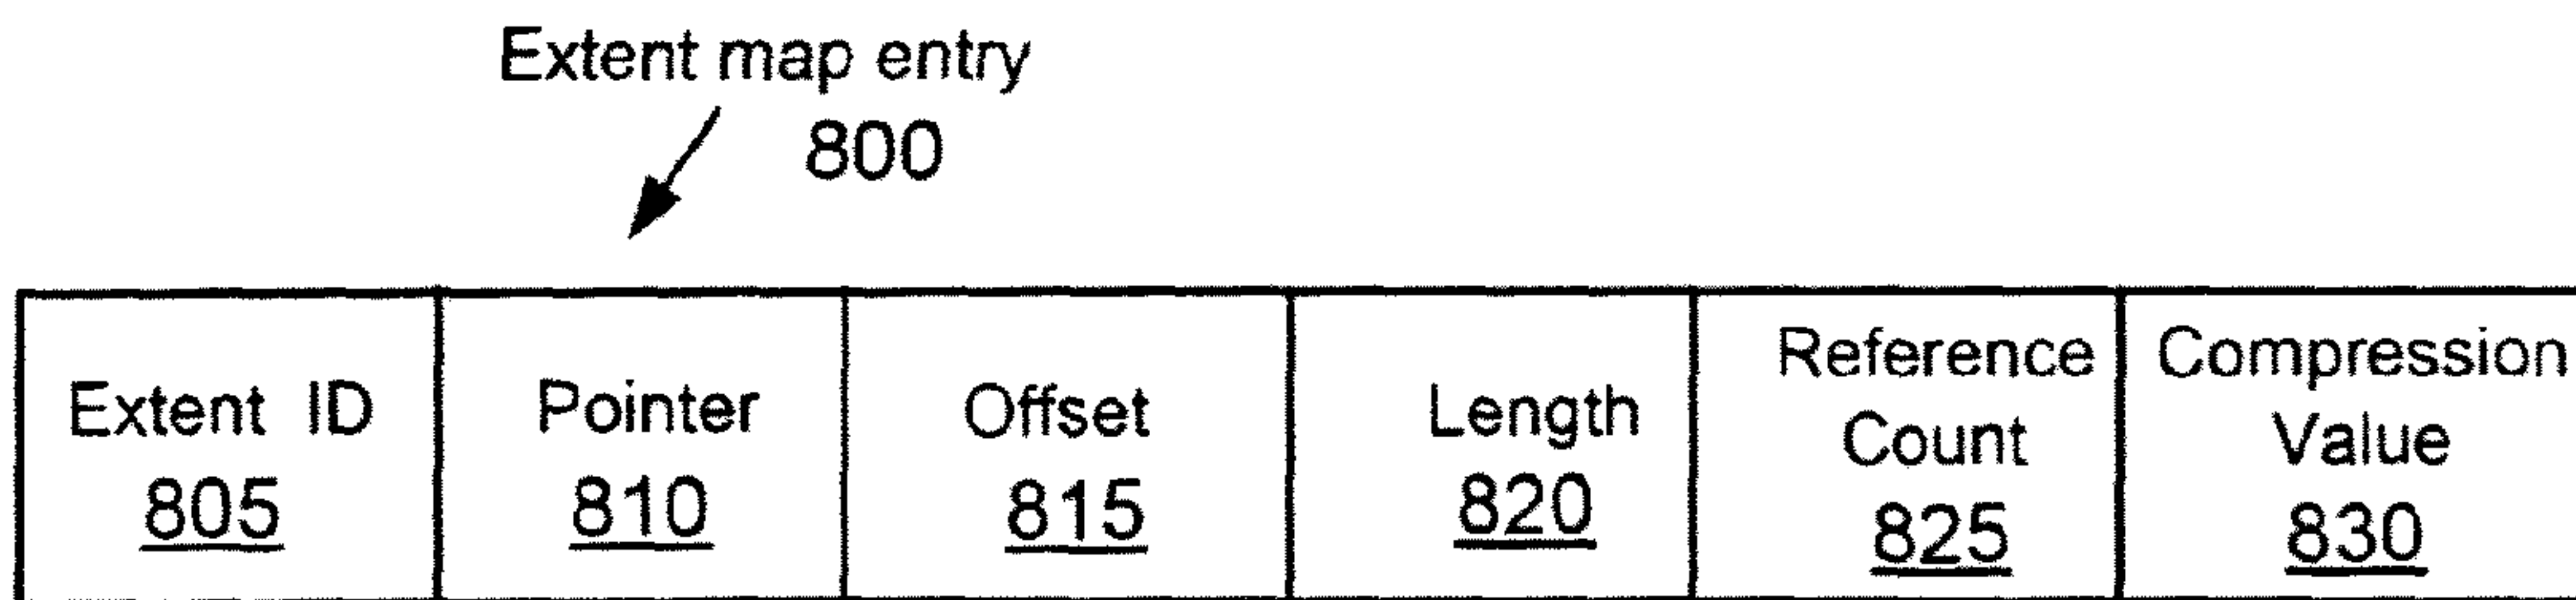 Extent map entry
800
Extent ID
805
Pointer
810
Offset
815
Length
820
Reference
Count
825
Compression
Value
830